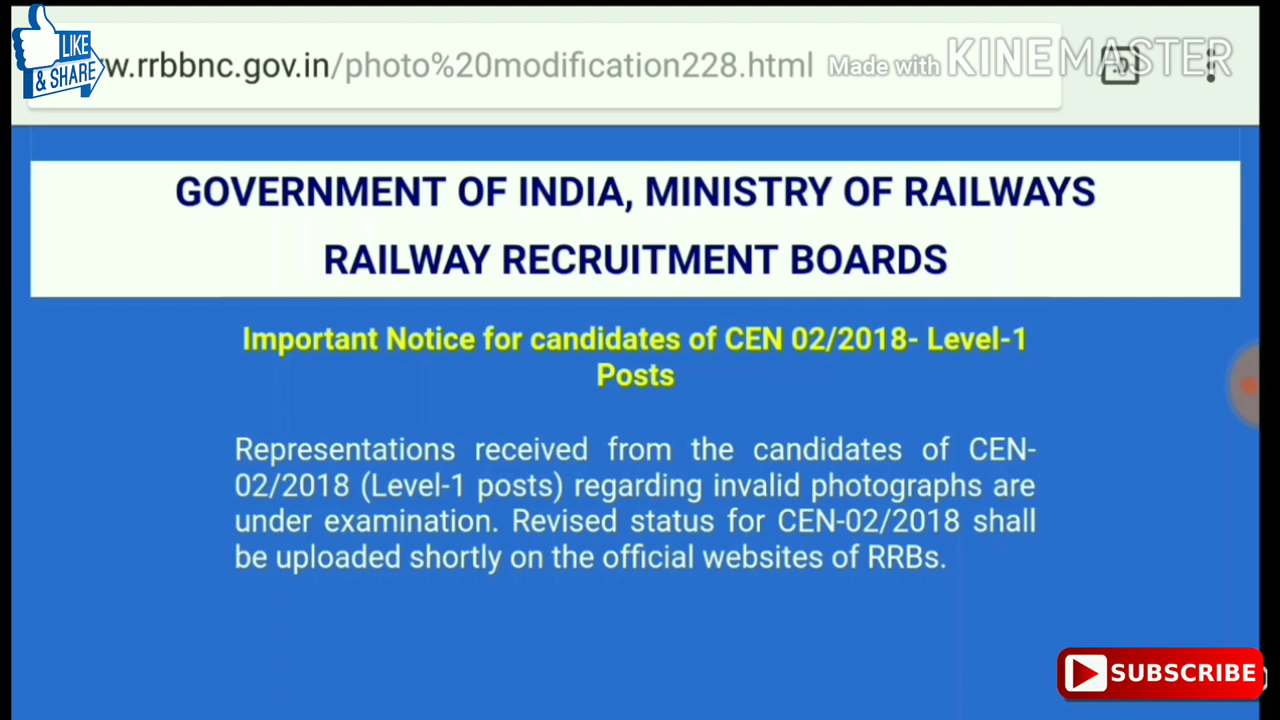 LIKE
& SHARE
w.rrbbnc.gov.in/photo%20modification228.html
Made with KINEMASTER
GOVERNMENT OF INDIA, MINISTRY OF RAILWAYS
RAILWAY RECRUITMENT BOARDS
Important Notice for candidates of CEN 02/2018- Level-1
Posts
Representations received from the candidates of CEN-
02/2018 (Level-1 posts) regarding invalid photographs are
under examination. Revised status for CEN-02/2018 shall
be uploaded shortly on the official websites of RRBs.
SUBSCRIBE